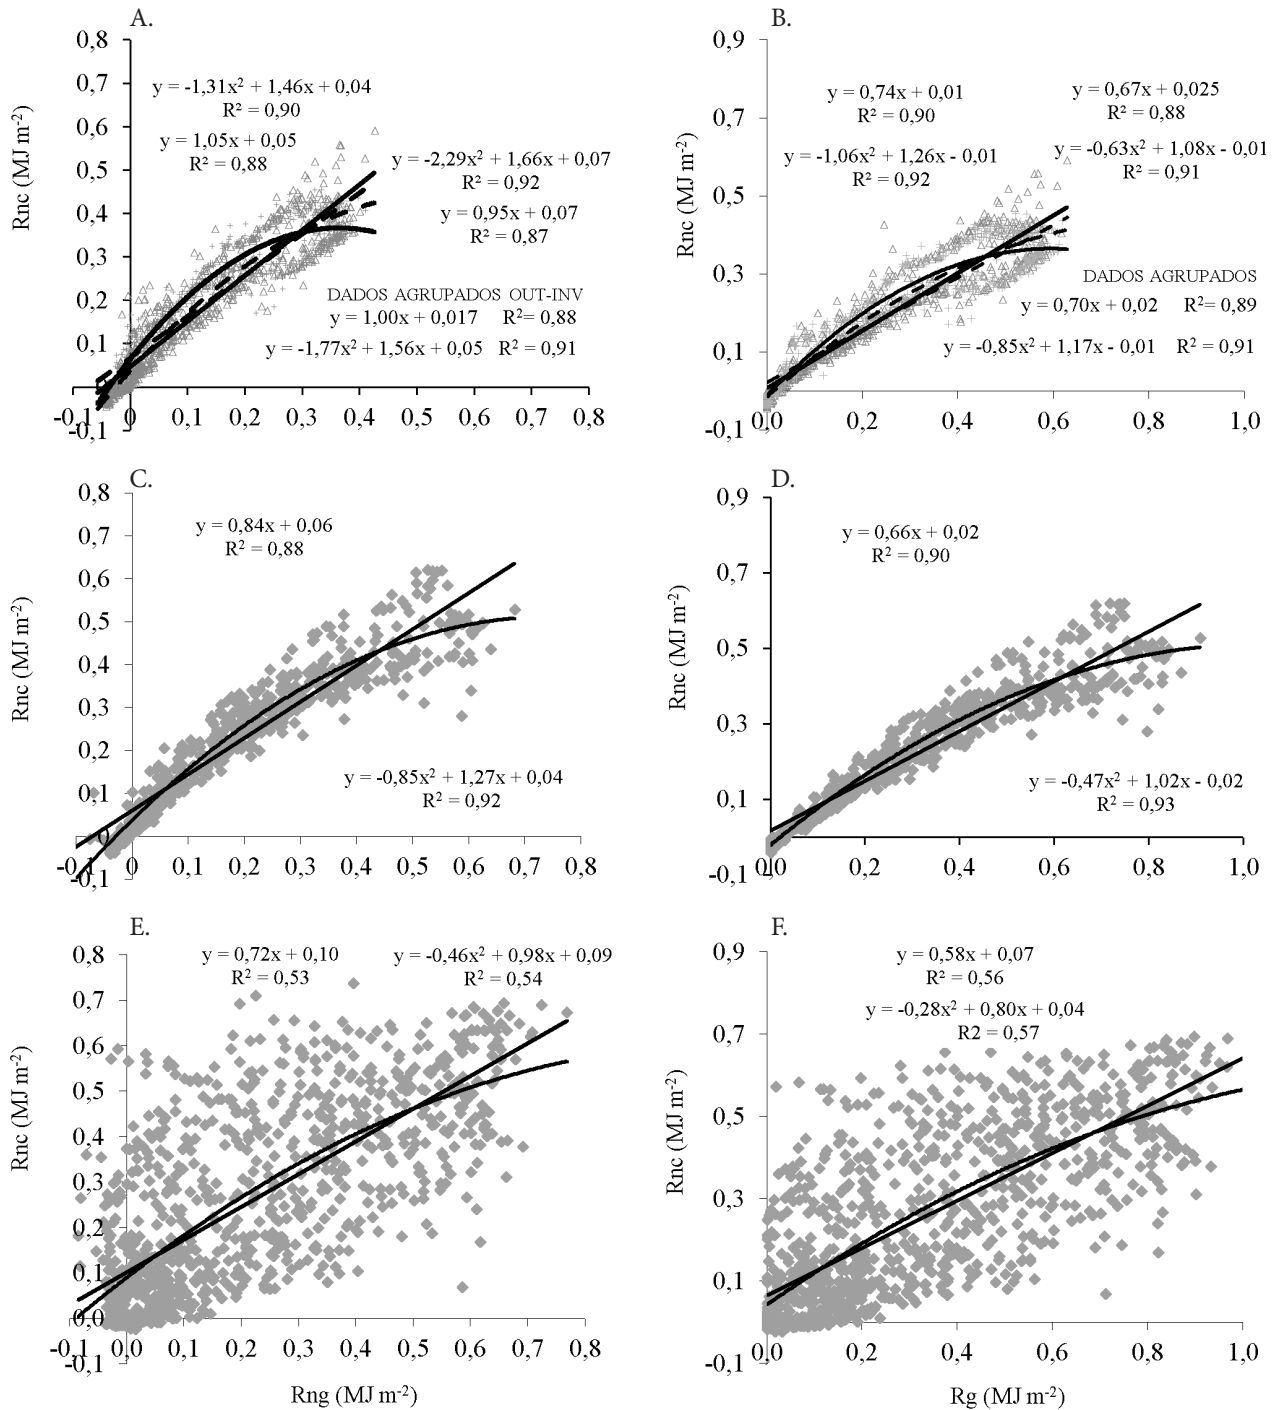 A.
0,8
0,7
0,6
0,5
0,4
0,3
0,2
0,1
-0,1
-0,1 0 0,1 0,2 0,3 0,4 0,5 0,6 0,7 0,8
Rnc (MJ m-2)
y = -1,31x² + 1,46x + 0,04
R² = 0,90
y = 1,05x + 0,05
R² = 0,88
y = -2,29x² + 1,66x + 0,07
R² = 0,92
y = 0,95x + 0,07
R² = 0,87
DADOS AGRUPADOS OUT-INV
y = 1,00x + 0,017 R²= 0,88
y = -1,77x² + 1,56x + 0,05 R² = 0,91
B.
0,9
0,7
0,5
0,3
0,1
-0,1
0,0 0,2 0,4 0,6 0,8 1,0
Rnc (MJ m-2)
y = 0,74x + 0,01
R² = 0,90
y = 0,67x + 0,025
R² = 0,88
y = -1,06x² + 1,26x - 0,01
R² = 0,92
y = -0,63x² + 1,08x - 0,01
R² = 0,91
DADOS AGRUPADOS
y = 0,70x + 0,02 R²= 0,89
y = -0,85x² + 1,17x - 0,01 R² = 0,91
C.
0,8
0,7
0,6
0,5
0,4
0,3
0,2
0,1
0
-0,1
-0,1 0 0,1 0,2 0,3 0,4 0,5 0,6 0,7 0,8
Rnc (MJ m-2)
y = 0,84x + 0,06
R² = 0,88
y = -0,85x² + 1,27x + 0,04
R² = 0,92
D.
0,9
0,7
0,5
0,3
0,1
-0,1
0,0 0,2 0,4 0,6 0,8 1,0
Rnc (MJ m-2)
y = 0,66x + 0,02
R² = 0,90
y = -0,47x² + 1,02x - 0,02
R² = 0,93
E.
0,8
0,7
0,6
0,5
0,4
0,3
0,2
0,1
0,0
-0,1
-0,1 0,0 0,1 0,2 0,3 0,4 0,5 0,6 0,7 0,8
Rnc (MJ m-2)
y = 0,72x + 0,10
R² = 0,53
y = -0,46x² + 0,98x + 0,09
R² = 0,54
Rng (MJ m-2)
F.
0,9
0,7
0,5
0,3
0,1
-0,1
0,0 0,2 0,4 0,6 0,8 1,0
Rnc (MJ m-2)
y = 0,58x + 0,07
R² = 0,56
y = -0,28x² + 0,80x + 0,04
R2 = 0,57
Rg (MJ m-2)